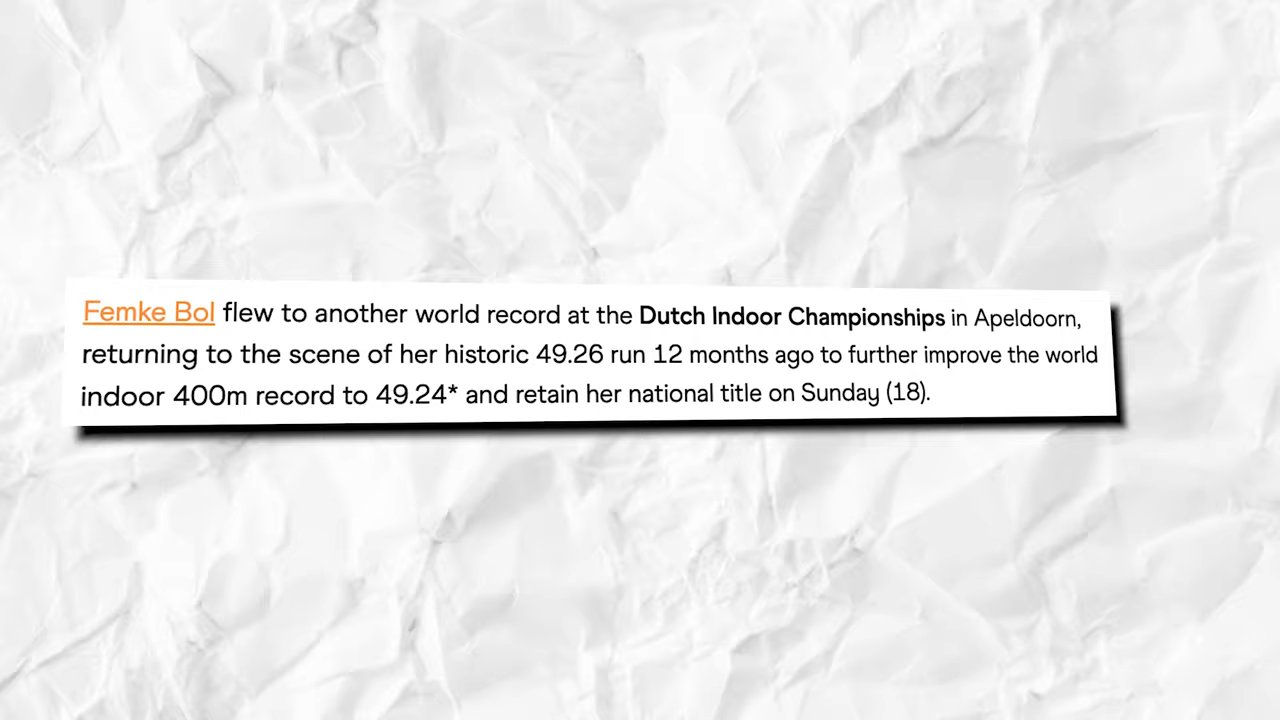 Femke Bol flew to another world record at the Dutch Indoor Championships in Apeldoorn,
returning to the scene of her historic 49.26 run 12 months ago to further improve the world
indoor 400m record to 49.24* and retain her national title on Sunday (18).